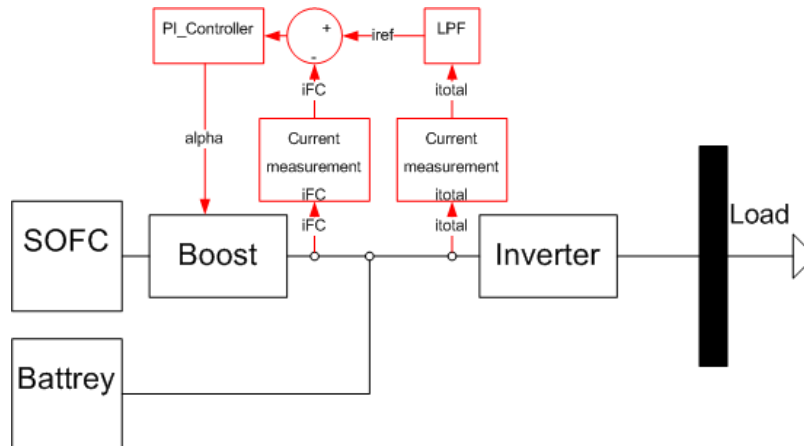 PI_Controller
+
-
iref
LPF
iFC
itotal
alpha
Current
measurement
iFC
iFC
Current
measurement
itotal
itotal
SOFC
Boost
Inverter
Load
Battrey